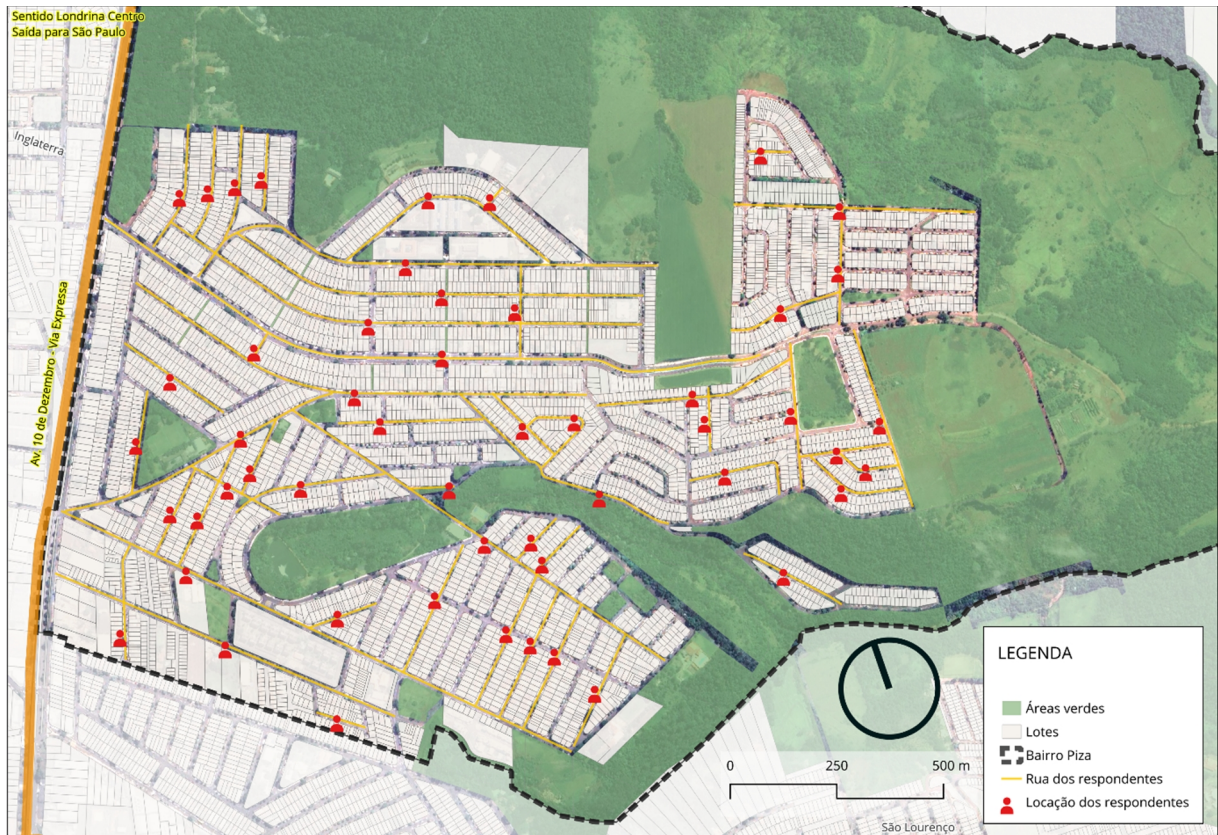 Sentido Londrina Centro
Saída para São Paulo
Inglaterra
Av. 10 de Dezembro - Via Expressa
LEGENDA
Áreas verdes
Lotes
Bairro Piza
Rua dos respondentes
Locação dos respondentes
0 250 500 m
São Lourenço